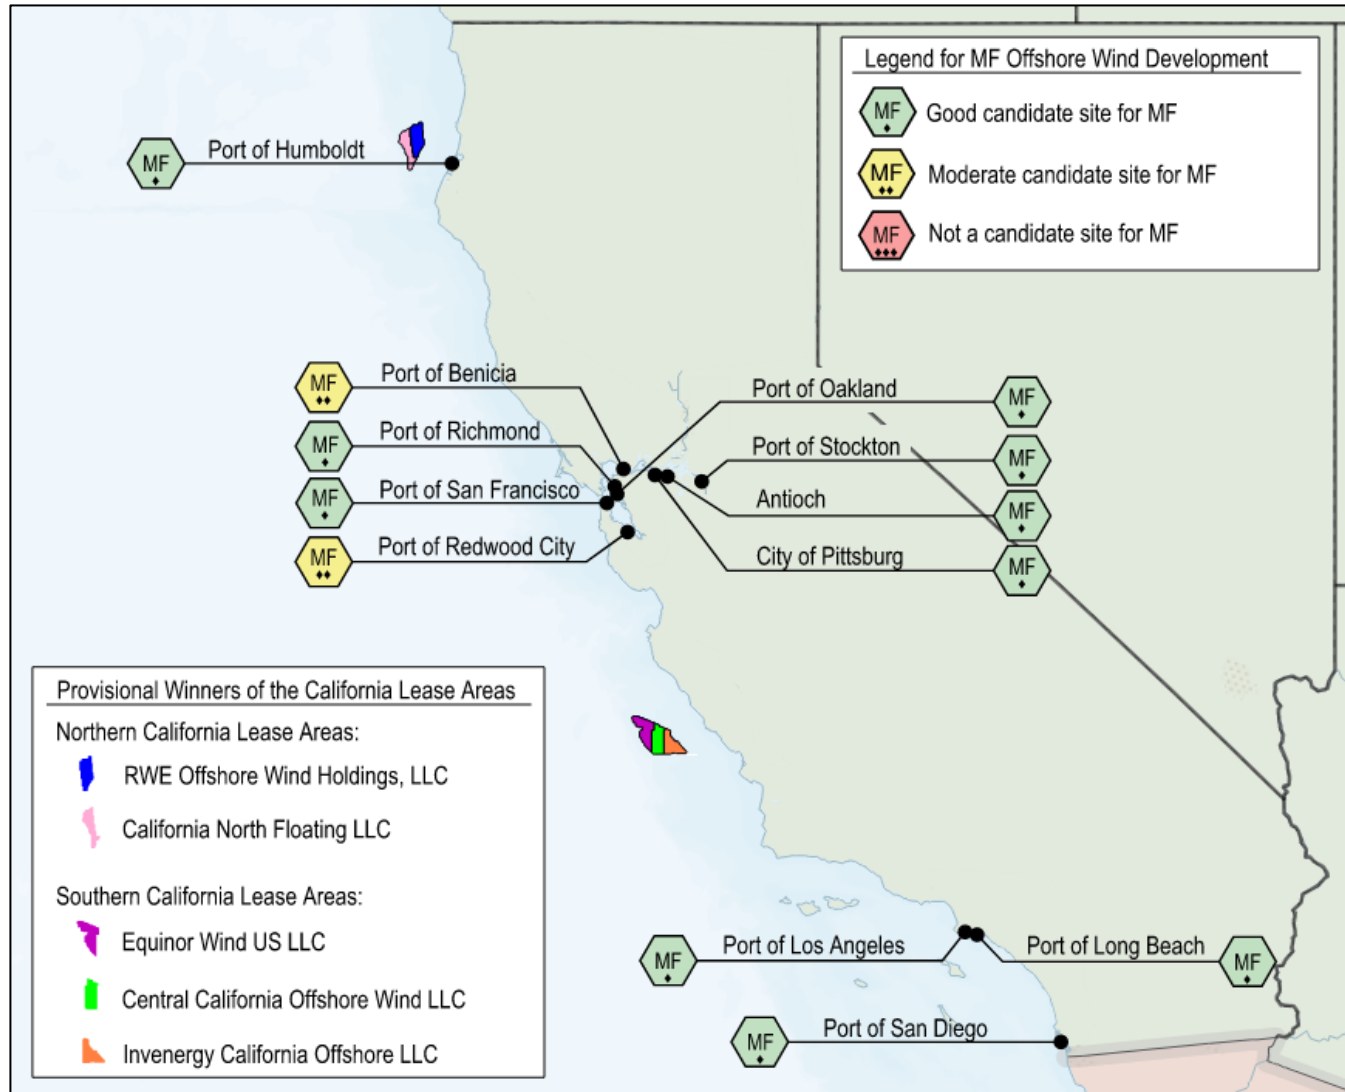 Legend for MF Offshore Wind Development
MF
Good candidate site for MF
MF
Moderate candidate site for MF
MF
Not a candidate site for MF
MF
Port of Humboldt
MF
Port of Benicia
MF
Port of Richmond
MF
Port of San Francisco
MF
Port of Redwood City
Port of Oakland
MF
Port of Stockton
MF
Antioch
MF
City of Pittsburg
MF
Provisional Winners of the California Lease Areas
Northern California Lease Areas:
RWE Offshore Wind Holdings, LLC
California North Floating LLC
Southern California Lease Areas:
Equinor Wind US LLC
Central California Offshore Wind LLC
Invenergy California Offshore LLC
MF
Port of Los Angeles
Port of Long Beach
MF
MF
Port of San Diego